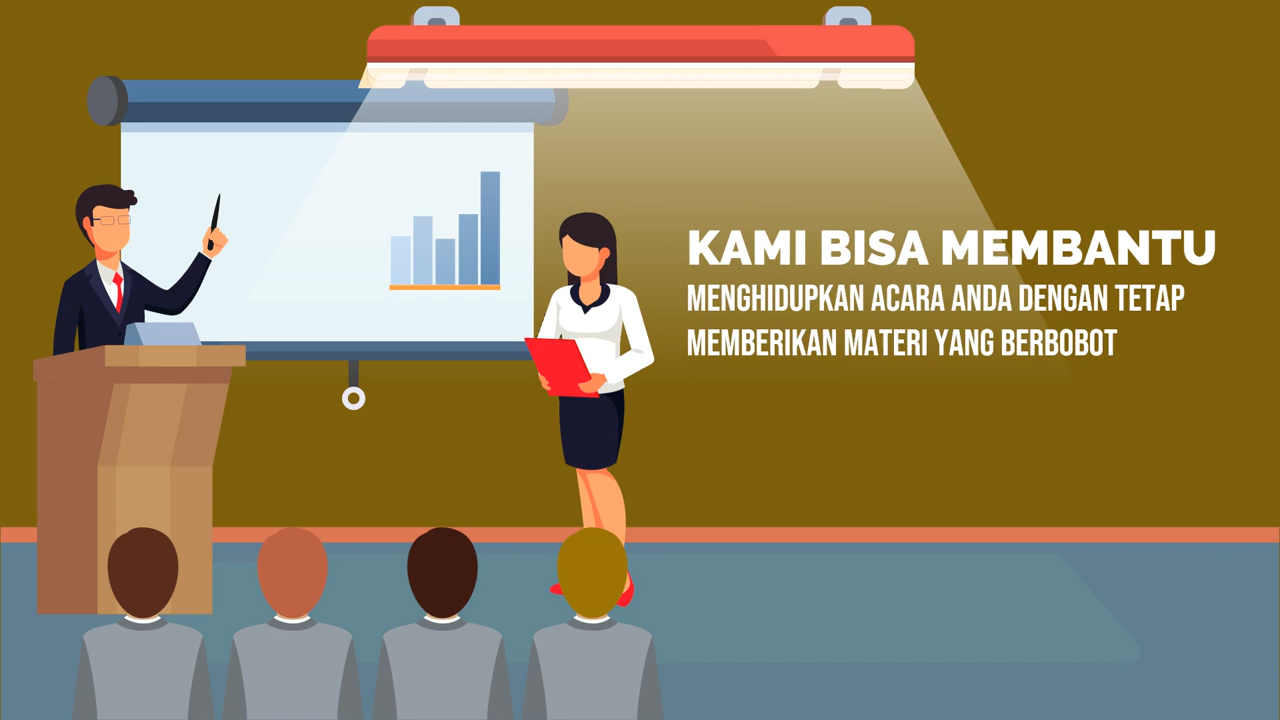 KAMI BISA MEMBANTU
MENGHIDUPKAN ACARA ANDA DENGAN TETAP
MEMBERIKAN MATERI YANG BERBOBOT